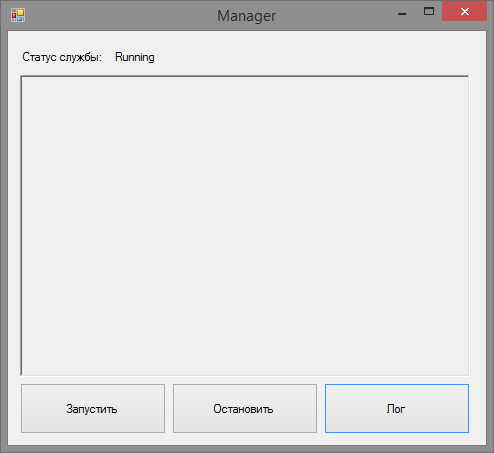 Manager
Статус службы: Running
Запустить Остановить Лог